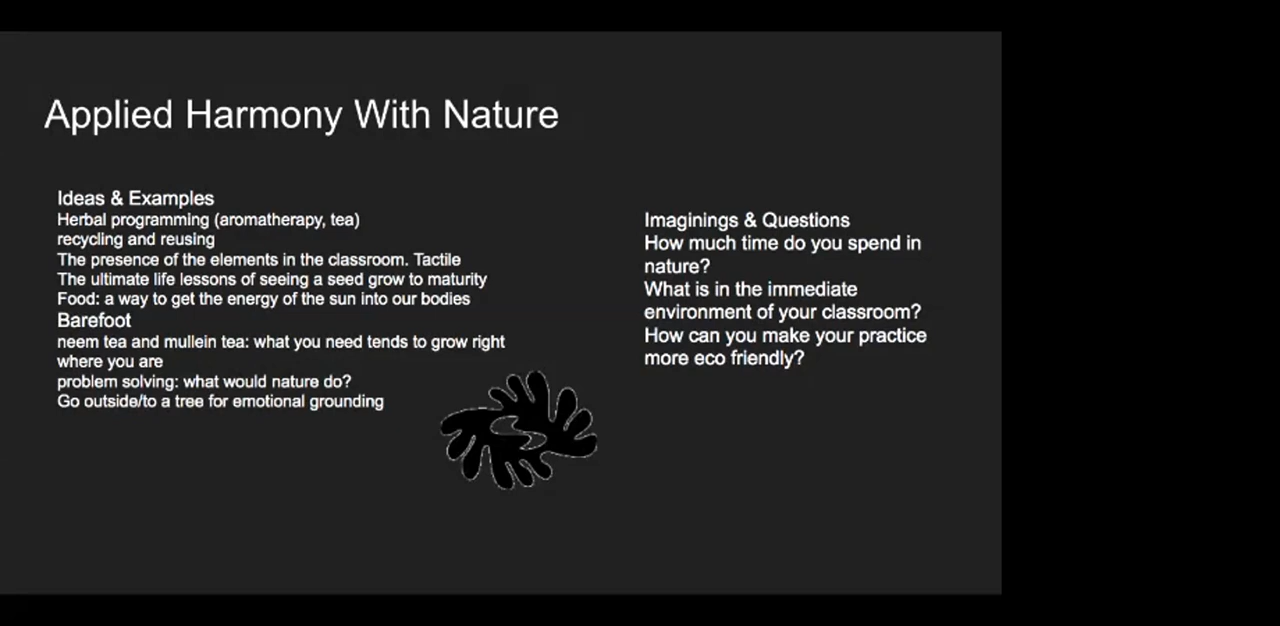 Applied Harmony With Nature
Ideas & Examples
Herbal programming (aromatherapy, tea)
recycling and reusing
The presence of the elements in the classroom. Tactile
The ultimate life lessons of seeing a seed grow to maturity
Food: a way to get the energy of the sun into our bodies
Barefoot
neem tea and mullein tea: what you need tends to grow right
where you are
problem solving: what would nature do?
Go outside/to a tree for emotional grounding
Imaginings & Questions
How much time do you spend in
nature?
What is in the immediate
environment of your classroom?
How can you make your practice
more eco friendly?